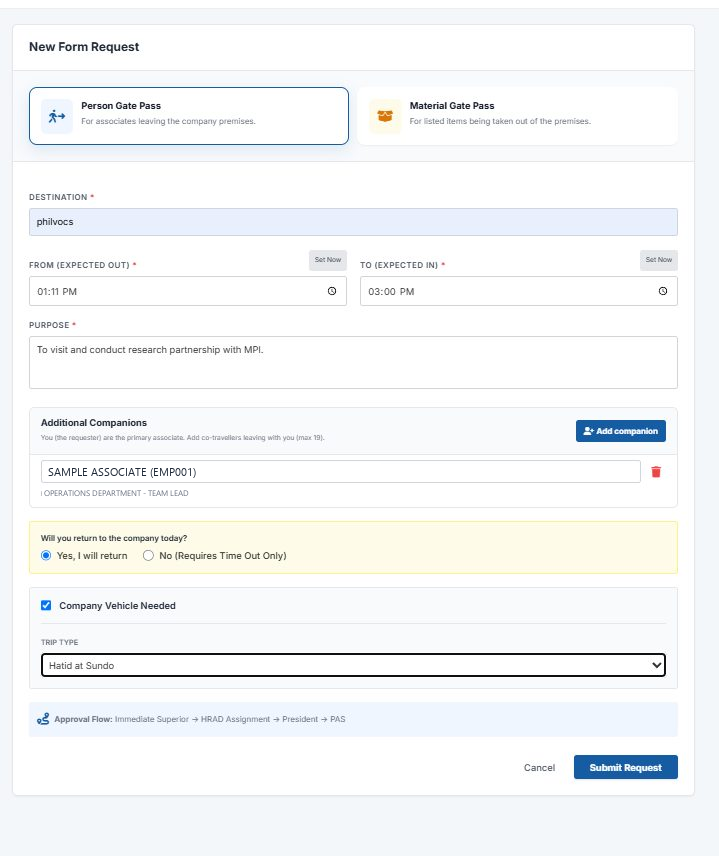 New Form Request
Person Gate Pass
For associates leaving the company premises.
Material Gate Pass
For listed items being taken out of the premises.
DESTINATION *
philvocs
FROM (EXPECTED OUT) *
Set Now
TO (EXPECTED IN) *
Set Now
01:11 PM
03:00 PM
PURPOSE *
To visit and conduct research partnership with MPI.
Additional Companions
You (the requester) are the primary associate. Add co-travellers leaving with you (max 19).
Add companion
SAMPLE ASSOCIATE (EMP001)
OPERATIONS DEPARTMENT - TEAM LEAD
Will you return to the company today?
Yes, I will return
No (Requires Time Out Only)
Company Vehicle Needed
TRIP TYPE
Hatid at Sundo
Approval Flow: Immediate Superior → HRAD Assignment → President → PAS
Cancel
Submit Request